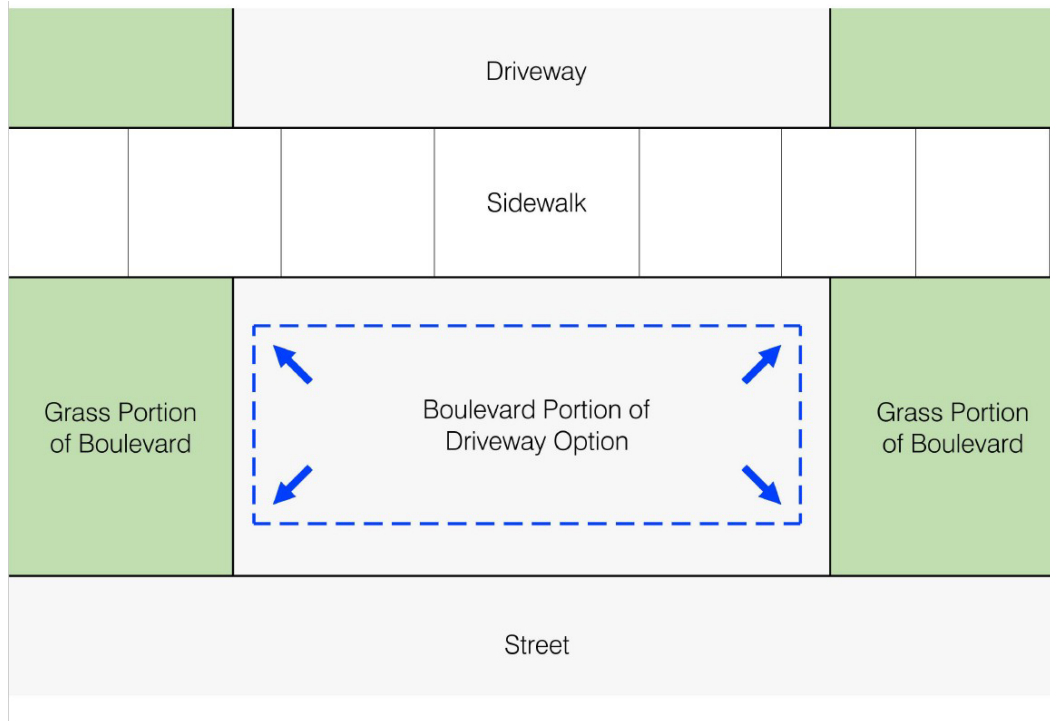 Driveway
Sidewalk
Grass Portion
of Boulevard
Boulevard Portion of
Driveway Option
Grass Portion
of Boulevard
Street